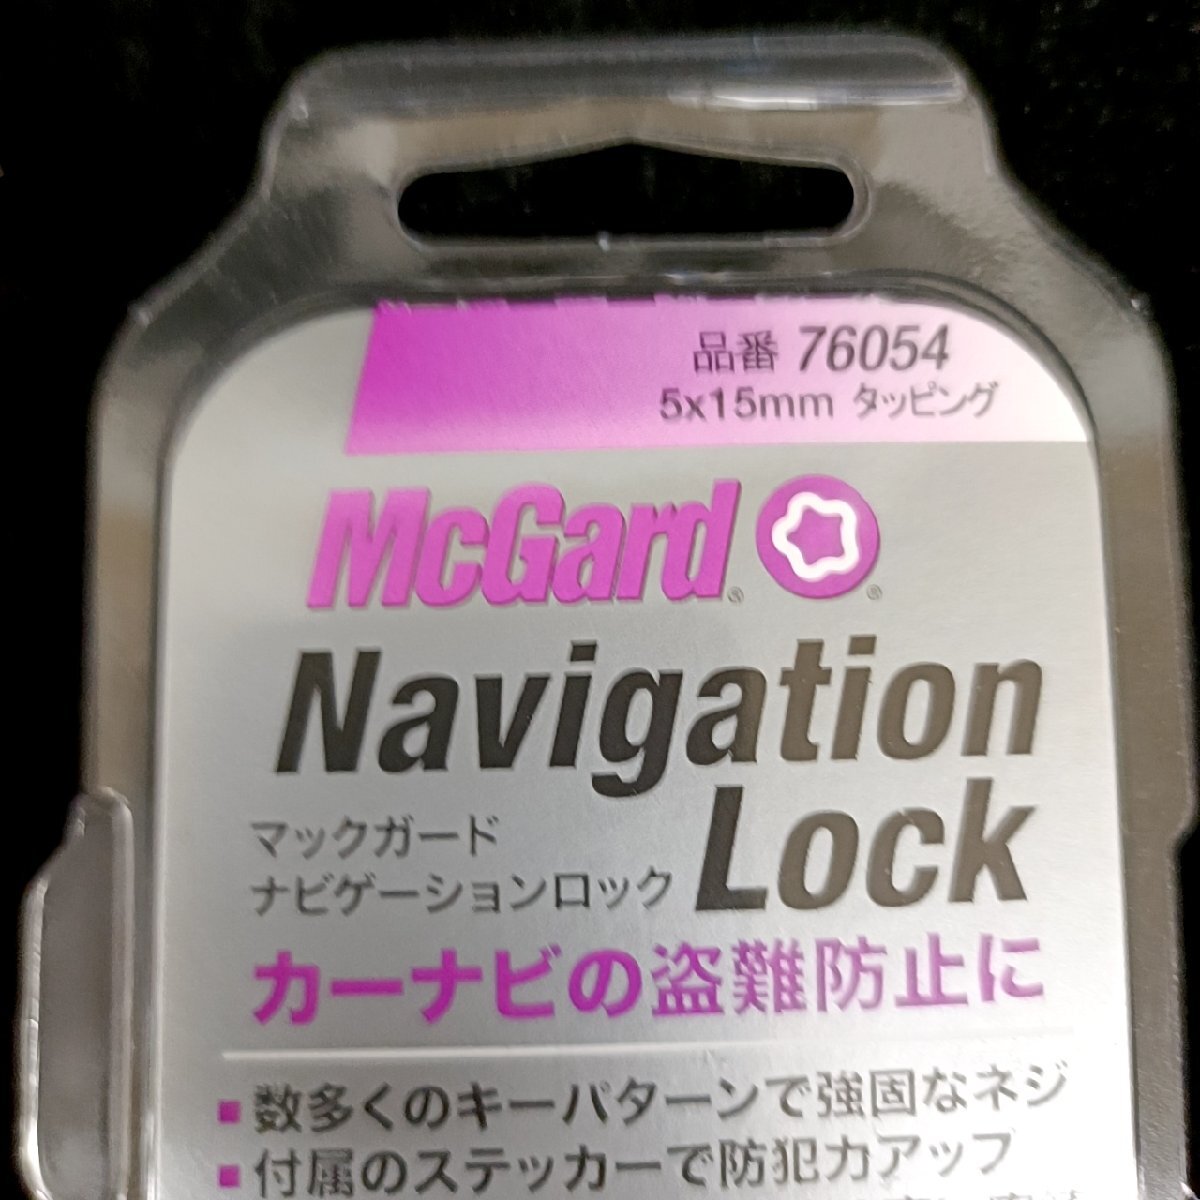 品番 76054
5x15mm タッピング
McGard®
®
Navigation
Lock
マックガード
ナビゲーションロック
カーナビの盗難防止に
■ 数多くのキーパターンで強固なネジ
■ 付属のステッカーで防犯力アップ